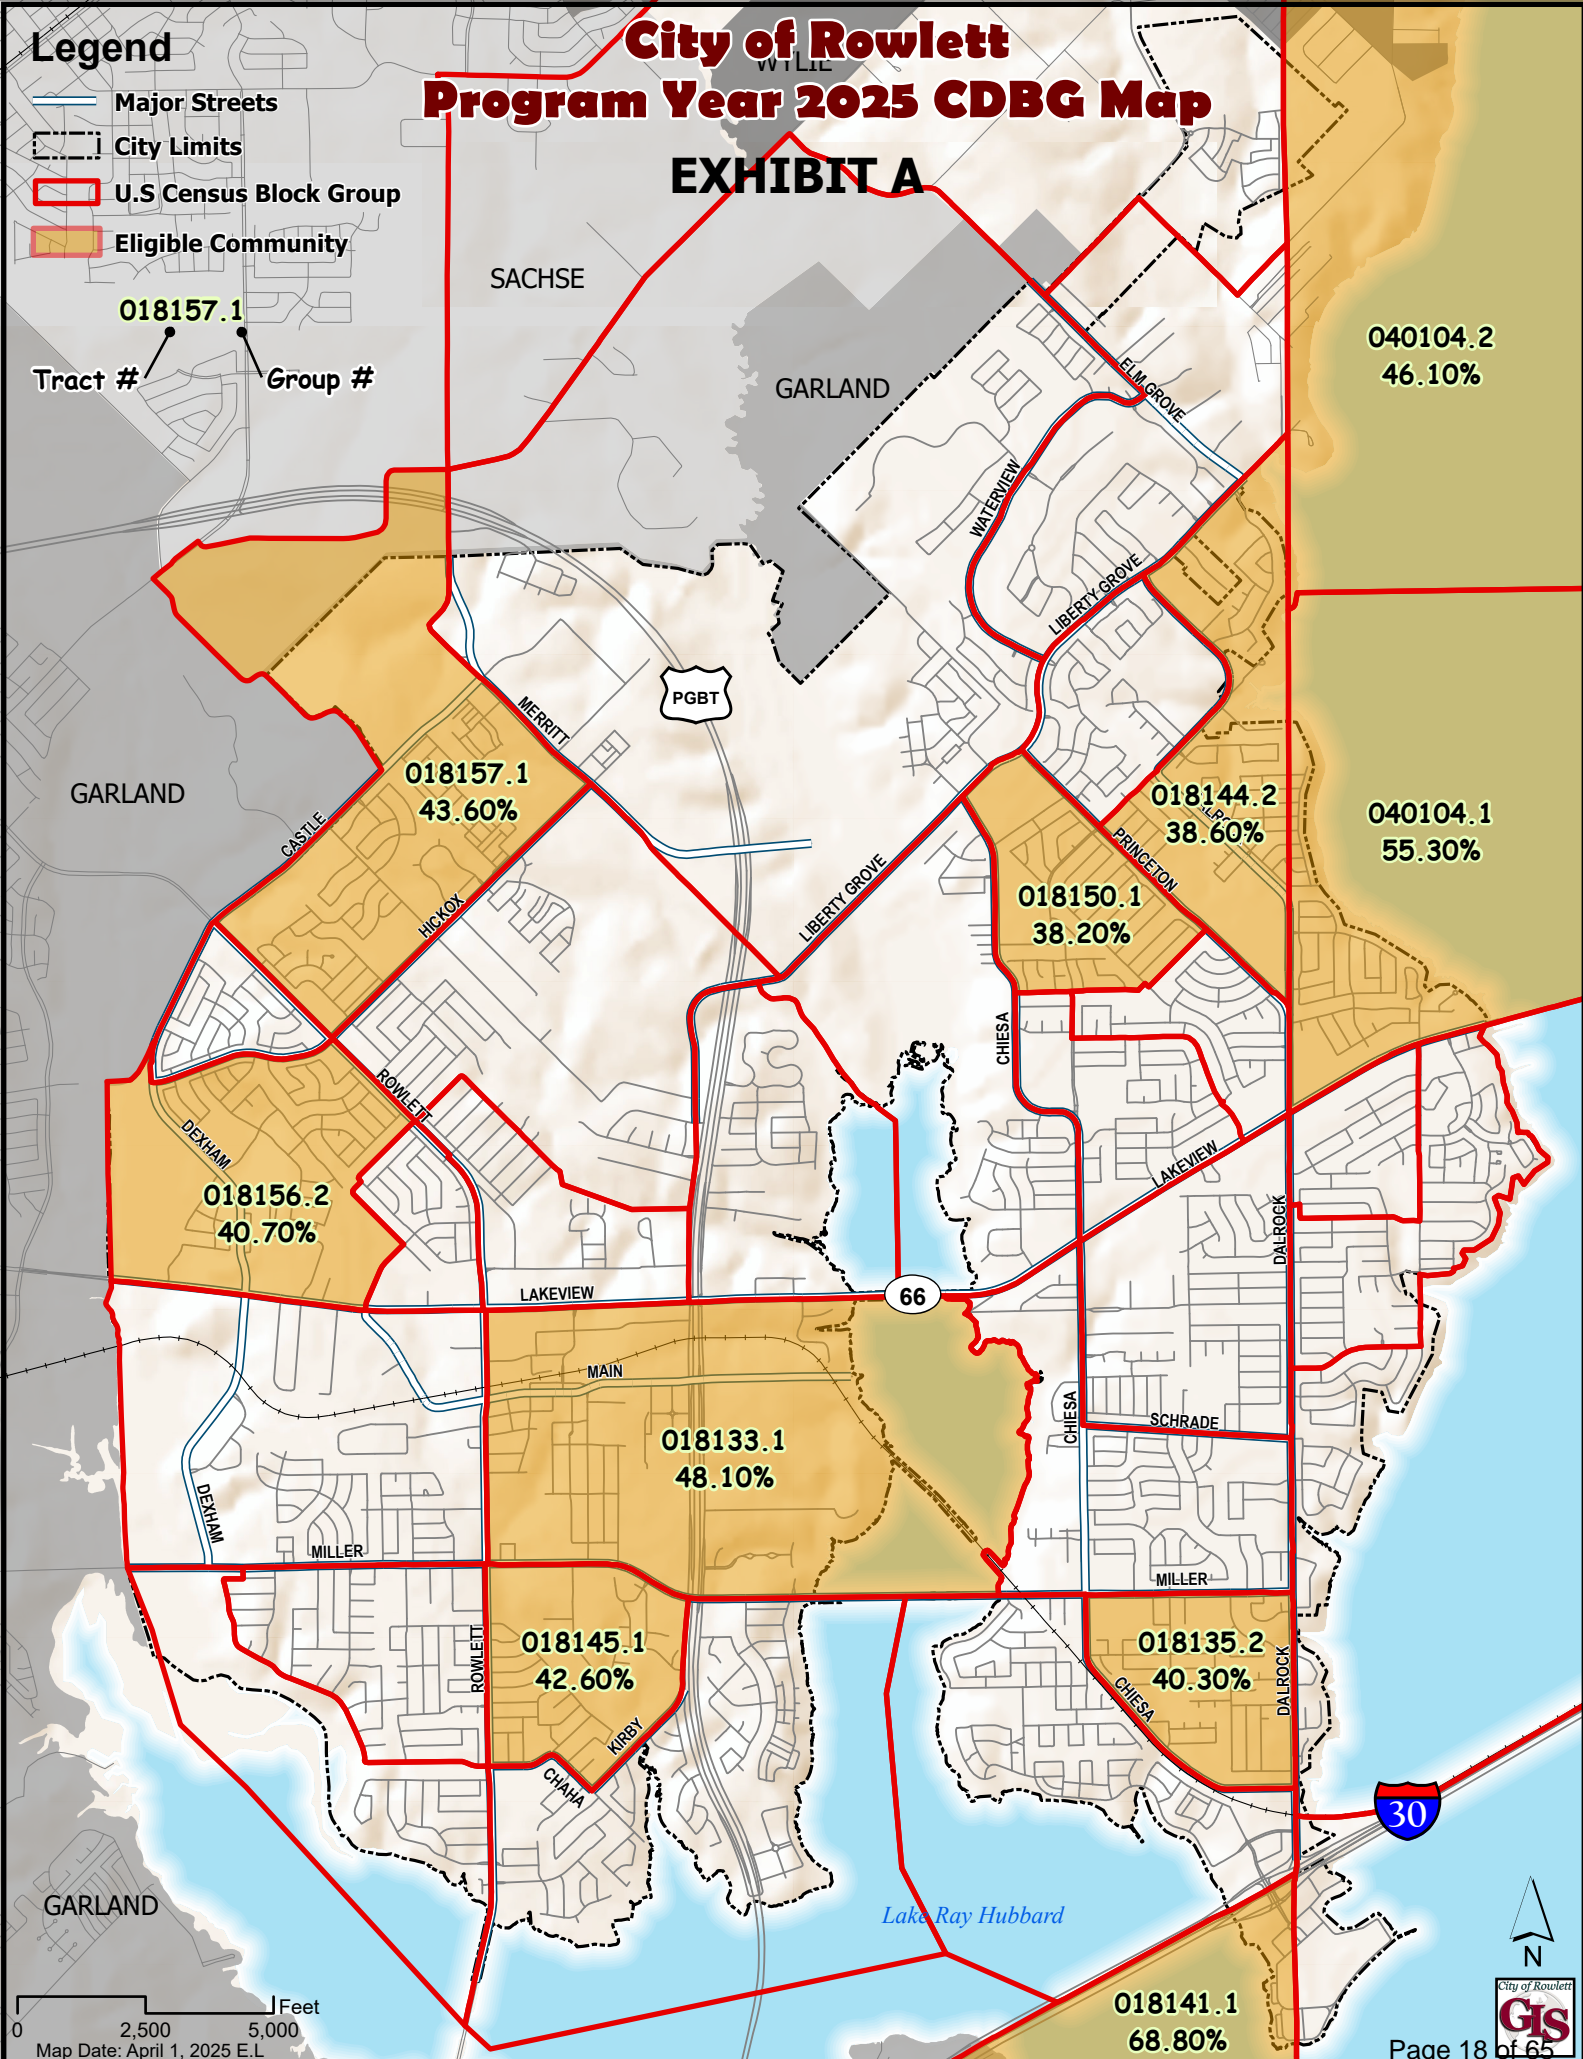 City of Rowlett
Program Year 2025 CDBG Map
EXHIBIT A
Legend
Major Streets
City Limits
U.S Census Block Group
Eligible Community
018157.1
Tract #
Group #
WYLIE
SACHSE
GARLAND
040104.2
46.10%
ELM GROVE
WATERVIEW
LIBERTY GROVE
PGBT
MERRITT
GARLAND
018157.1
43.60%
CASTLE
HICKOX
018144.2
38.60%
PRINCETON
040104.1
55.30%
LIBERTY GROVE
018150.1
38.20%
CHIESA
ROWLETT
DEXHAM
LAKEVIEW
018156.2
40.70%
DALROCK
LAKEVIEW
66
MAIN
CHIESA
SCHRADE
018133.1
48.10%
DEXHAM
MILLER
MILLER
ROWLETT
018145.1
42.60%
018135.2
40.30%
DALROCK
CHIESA
KIRBY
CHAHA
30
GARLAND
Lake Ray Hubbard
N
City of Rowlett
GIS
018141.1
68.80%
Feet
0
2,500
5,000
Map Date: April 1, 2025 E.L
Page 18 of 65